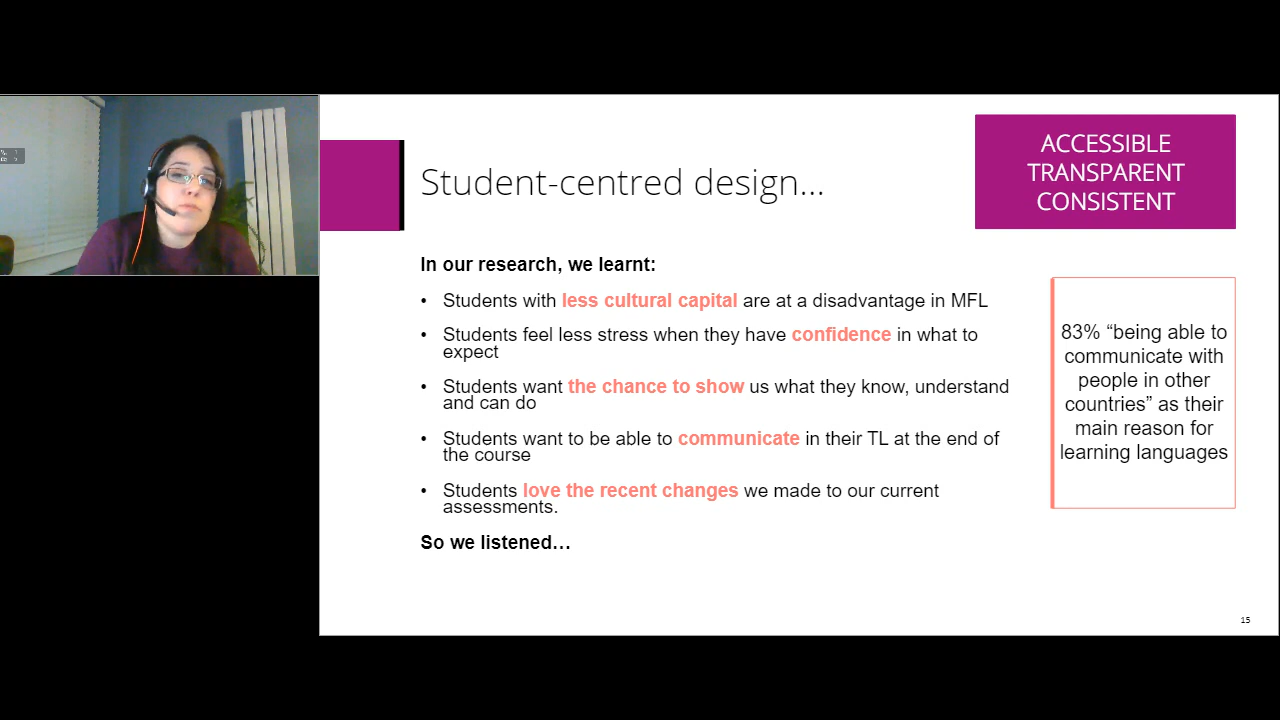 Student-centred design...
ACCESSIBLE
TRANSPARENT
CONSISTENT
In our research, we learnt:
• Students with less cultural capital are at a disadvantage in MFL
• Students feel less stress when they have confidence in what to
expect
• Students want the chance to show us what they know, understand
and can do
• Students want to be able to communicate in their TL at the end of
the course
• Students love the recent changes we made to our current
assessments.
So we listened…
83% “being able to
communicate with
people in other
countries” as their
main reason for
learning languages
15